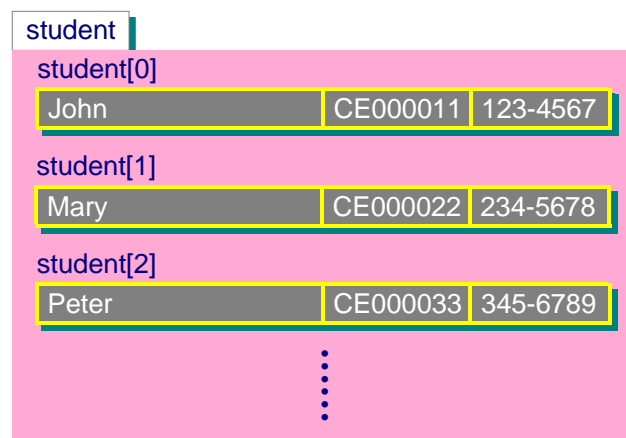 student
student[0]
John CE000011 123-4567
student[1]
Mary CE000022 234-5678
student[2]
Peter CE000033 345-6789